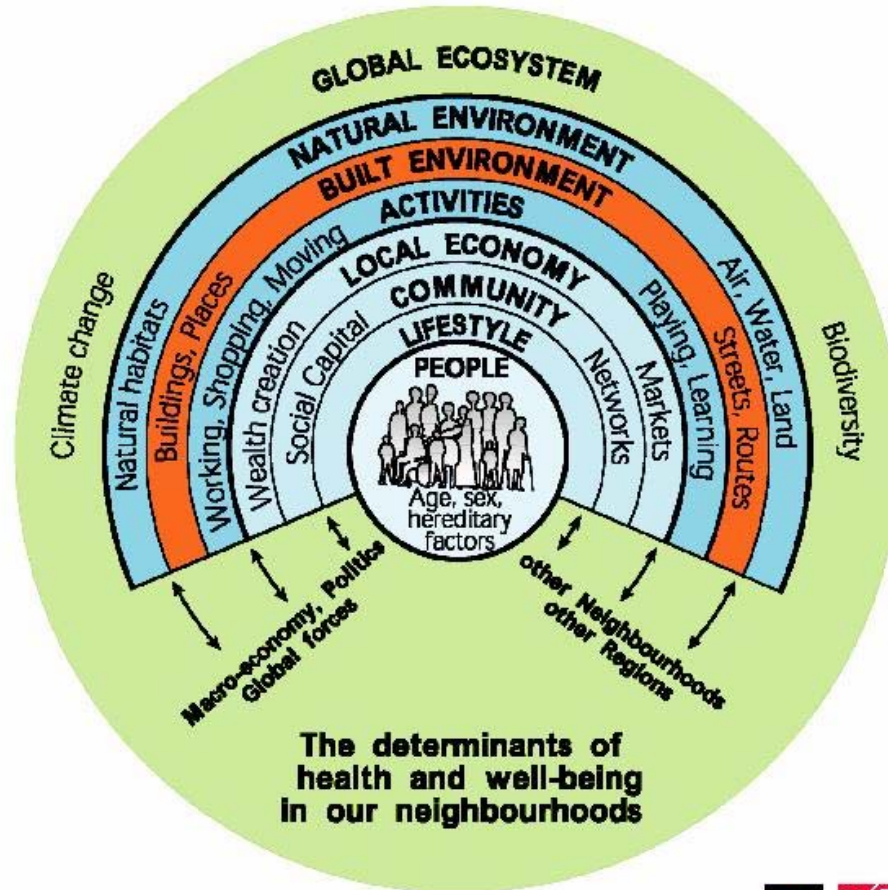 GLOBAL ECOSYSTEM
NATURAL ENVIRONMENT
BUILT ENVIRONMENT
ACTIVITIES
LOCAL ECONOMY
COMMUNITY
LIFESTYLE
PEOPLE
Age, sex,
hereditary
factors
Climate change
Natural habitats
Buildings, Places
Working, Shopping, Moving
Wealth creation
Social Capital
Networks
Markets
Playing, Learning
Streets, Routes
Air, Water, Land
Biodiversity
Macro-economy, Politics
Global forces
other Neighbourhoods
other Regions
The determinants of
health and well-being
in our neighbourhoods